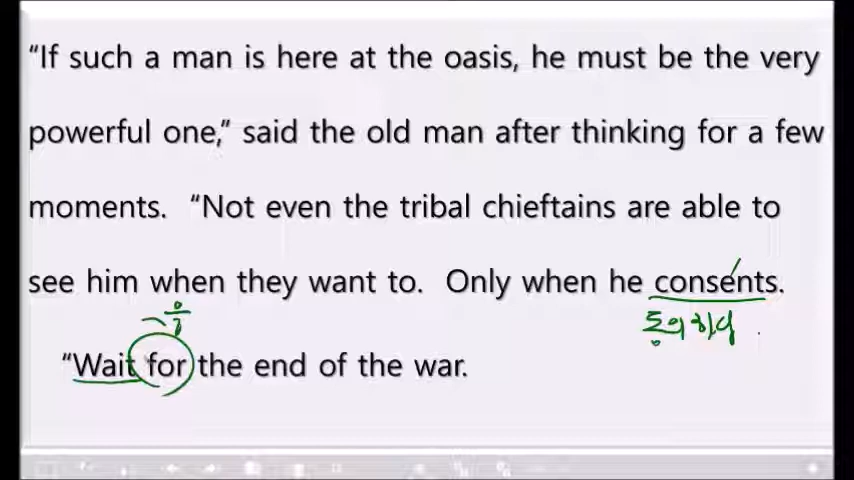 “If such a man is here at the oasis, he must be the very
powerful one,” said the old man after thinking for a few
moments. “Not even the tribal chieftains are able to
see him when they want to. Only when he consents.
~을
동의하다
“Wait for the end of the war.